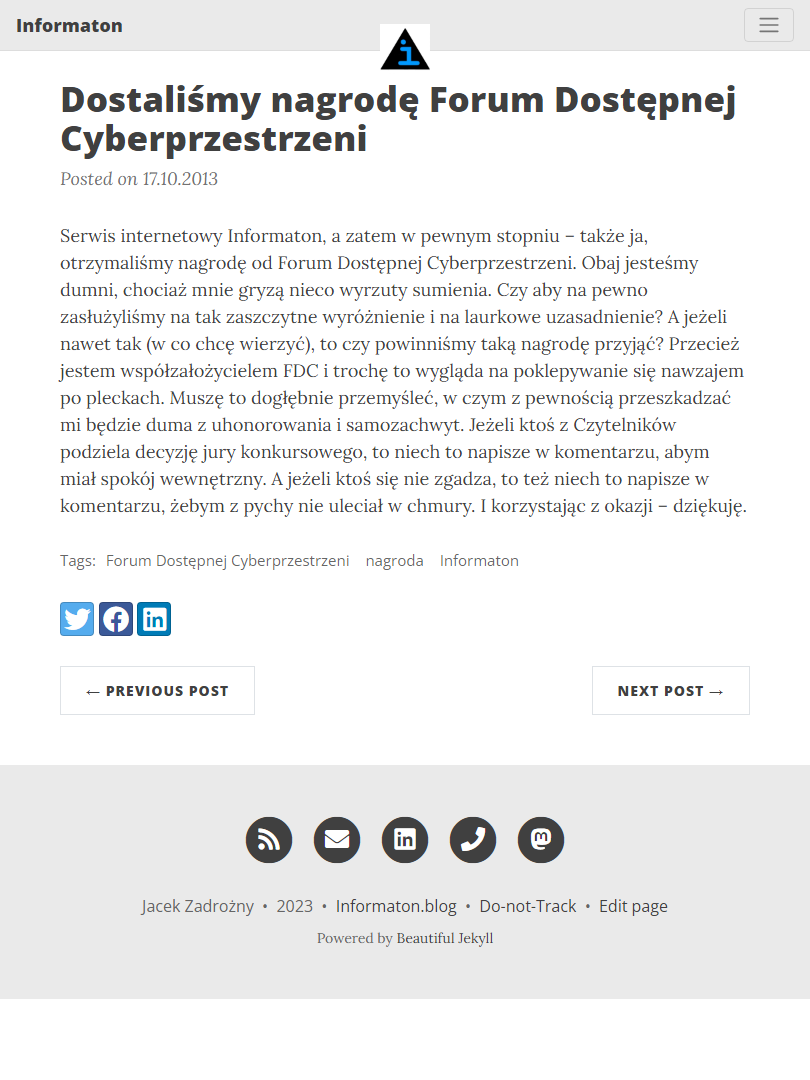 Informaton
i
Dostaliśmy nagrodę Forum Dostępnej
Cyberprzestrzeni
Posted on 17.10.2013
Serwis internetowy Informaton, a zatem w pewnym stopniu – także ja,
otrzymaliśmy nagrodę od Forum Dostępnej Cyberprzestrzeni. Obaj jesteśmy
dumni, chociaż mnie gryzą nieco wyrzuty sumienia. Czy aby na pewno
zasłużyliśmy na tak zaszczytne wyróżnienie i na laurkowe uzasadnienie? A jeżeli
nawet tak (w co chcę wierzyć), to czy powinniśmy taką nagrodę przyjąć? Przecież
jestem współzałożycielem FDC i trochę to wygląda na poklepywanie się nawzajem
po pleckach. Muszę to dogłębnie przemyśleć, w czym z pewnością przeszkadzać
mi będzie duma z uhonorowania i samozachwyt. Jeżeli ktoś z Czytelników
podziela decyzję jury konkursowego, to niech to napisze w komentarzu, abym
miał spokój wewnętrzny. A jeżeli ktoś się nie zgadza, to też niech to napisze w
komentarzu, żebym z pychy nie uleciał w chmury. I korzystając z okazji – dziękuję.
Tags: Forum Dostępnej Cyberprzestrzeni nagroda Informaton
← PREVIOUS POST
NEXT POST →
Jacek Zadrożny • 2023 • Informaton.blog • Do-not-Track • Edit page
Powered by Beautiful Jekyll